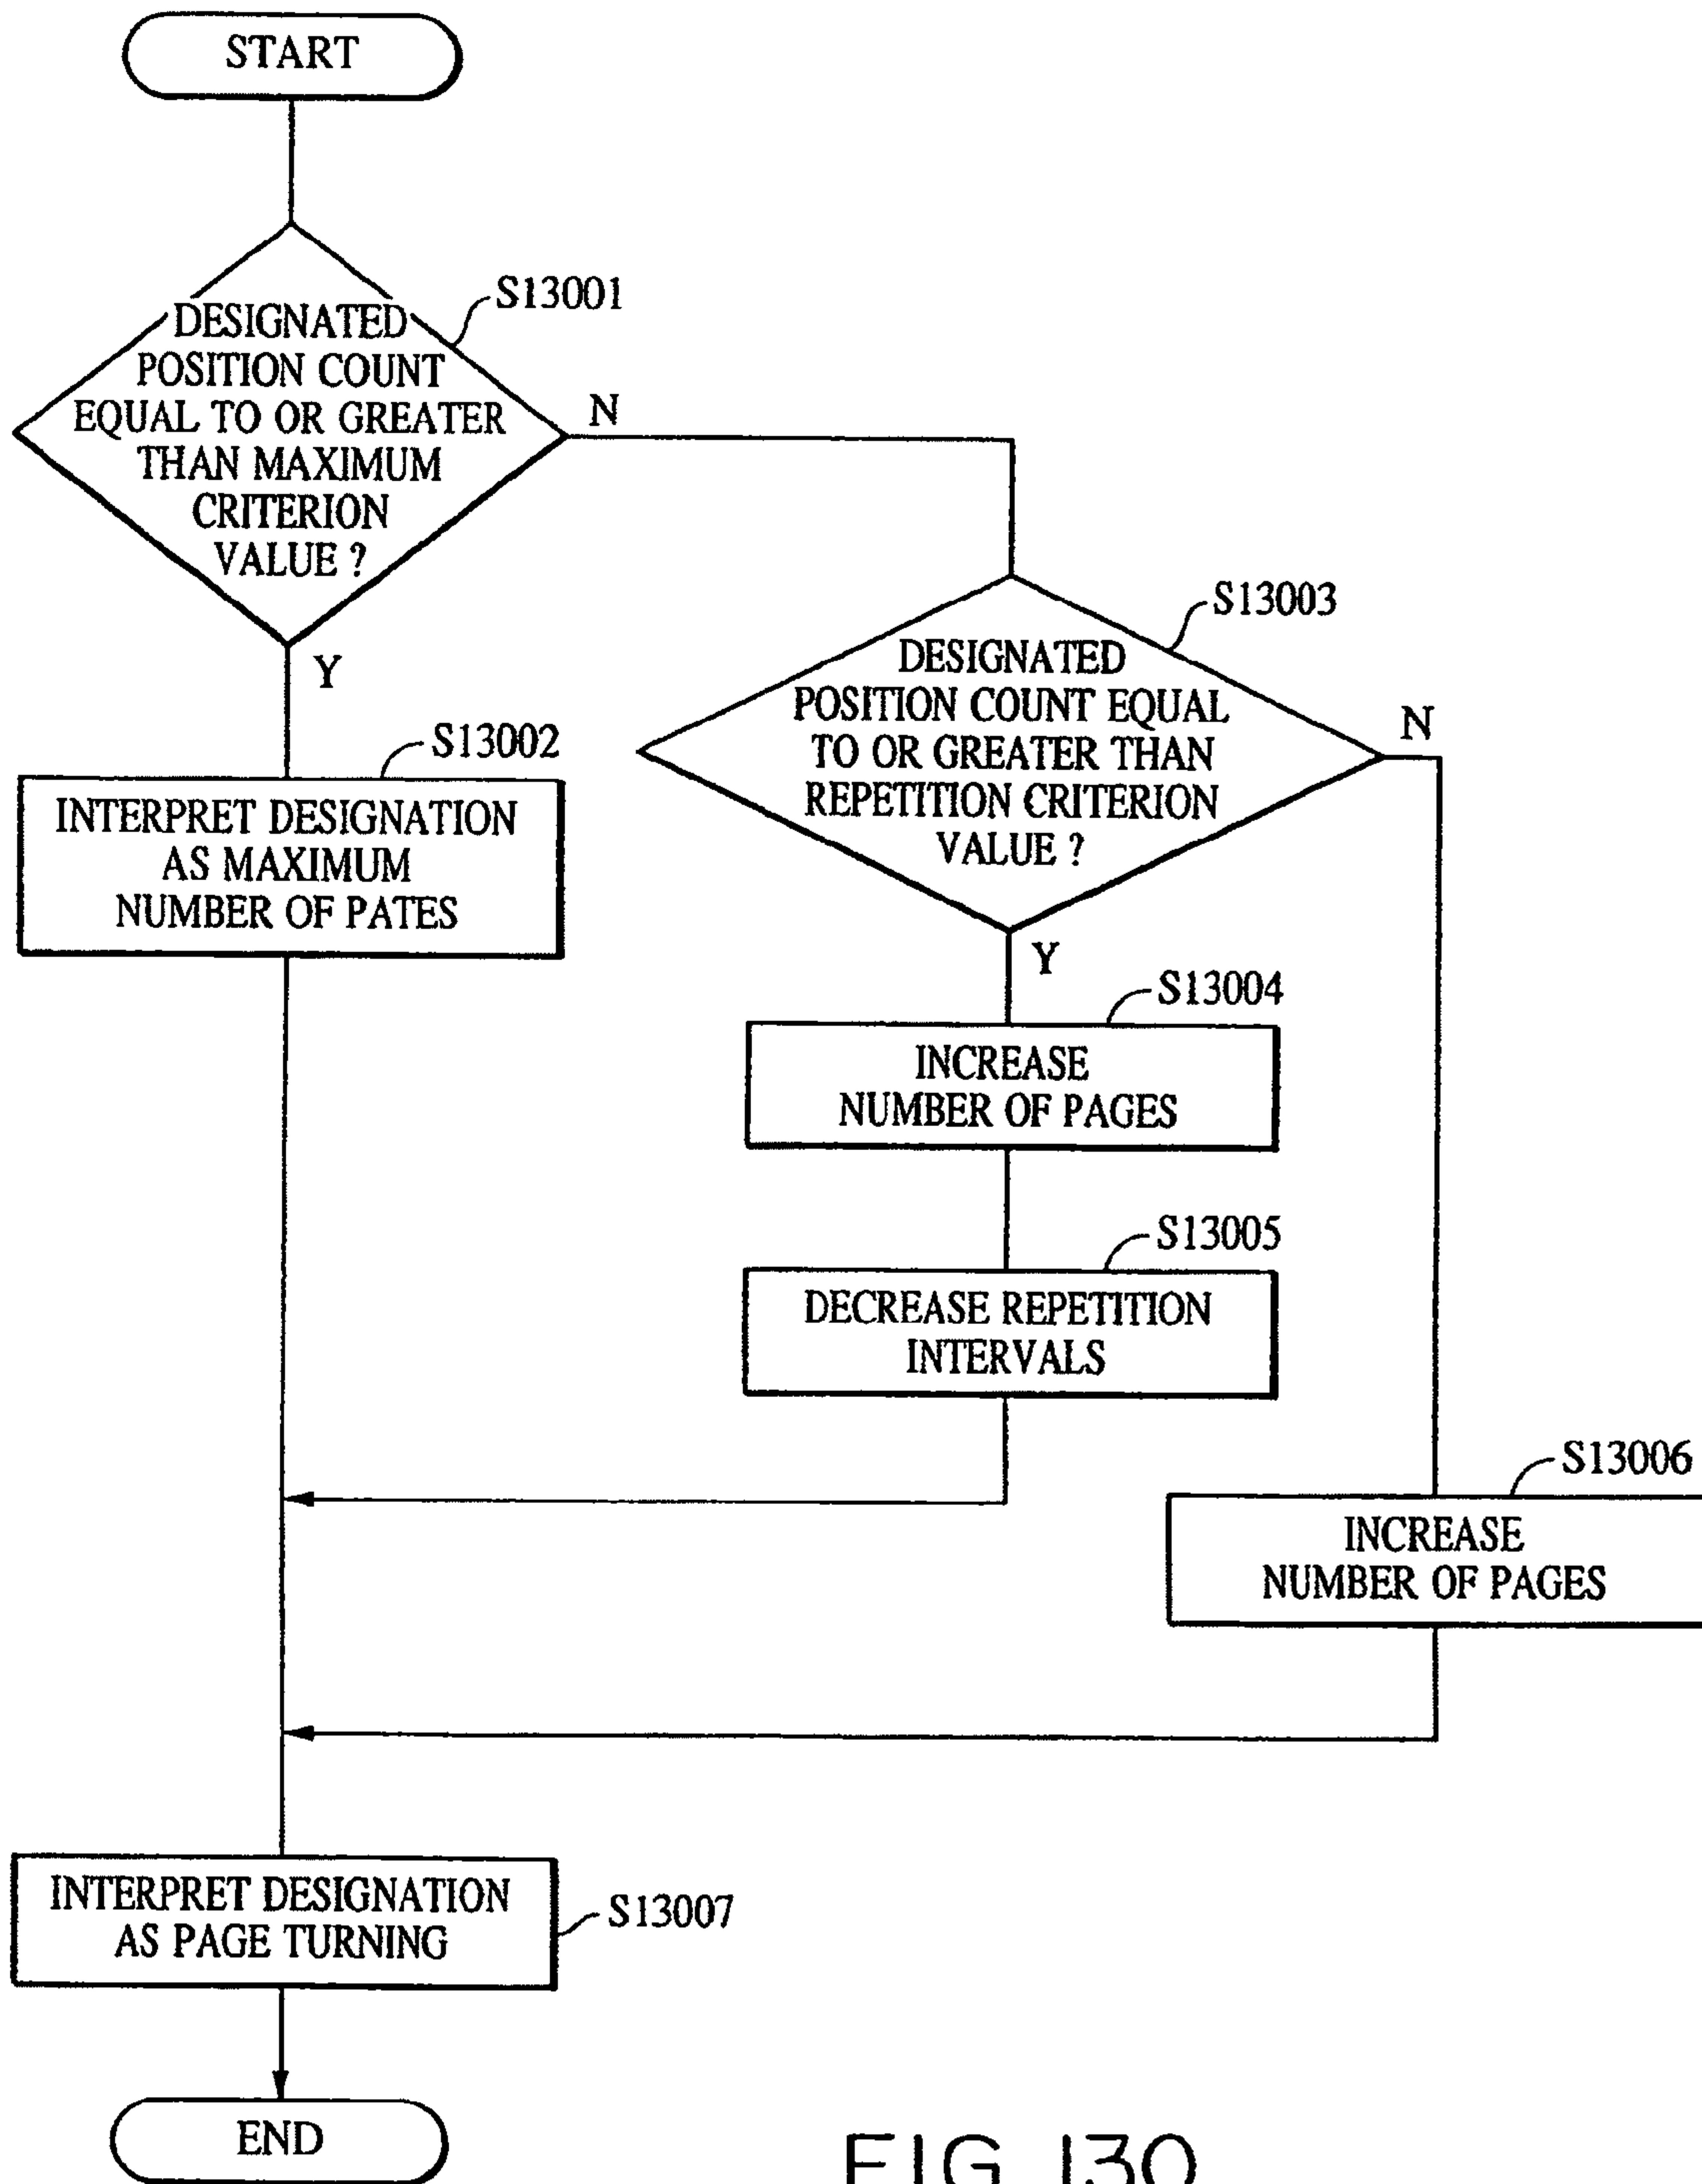 START
DESIGNATED
POSITION COUNT
EQUAL TO OR GREATER
THAN MAXIMUM
CRITERION
VALUE ?
S13001
N
Y
S13002
INTERPRET DESIGNATION
AS MAXIMUM
NUMBER OF PATES
S13003
DESIGNATED
POSITION COUNT EQUAL
TO OR GREATER THAN
REPETITION CRITERION
VALUE ?
N
Y
S13004
INCREASE
NUMBER OF PAGES
S13005
DECREASE REPETITION
INTERVALS
S13006
INCREASE
NUMBER OF PAGES
INTERPRET DESIGNATION
AS PAGE TURNING
S13007
END
FIG. 130